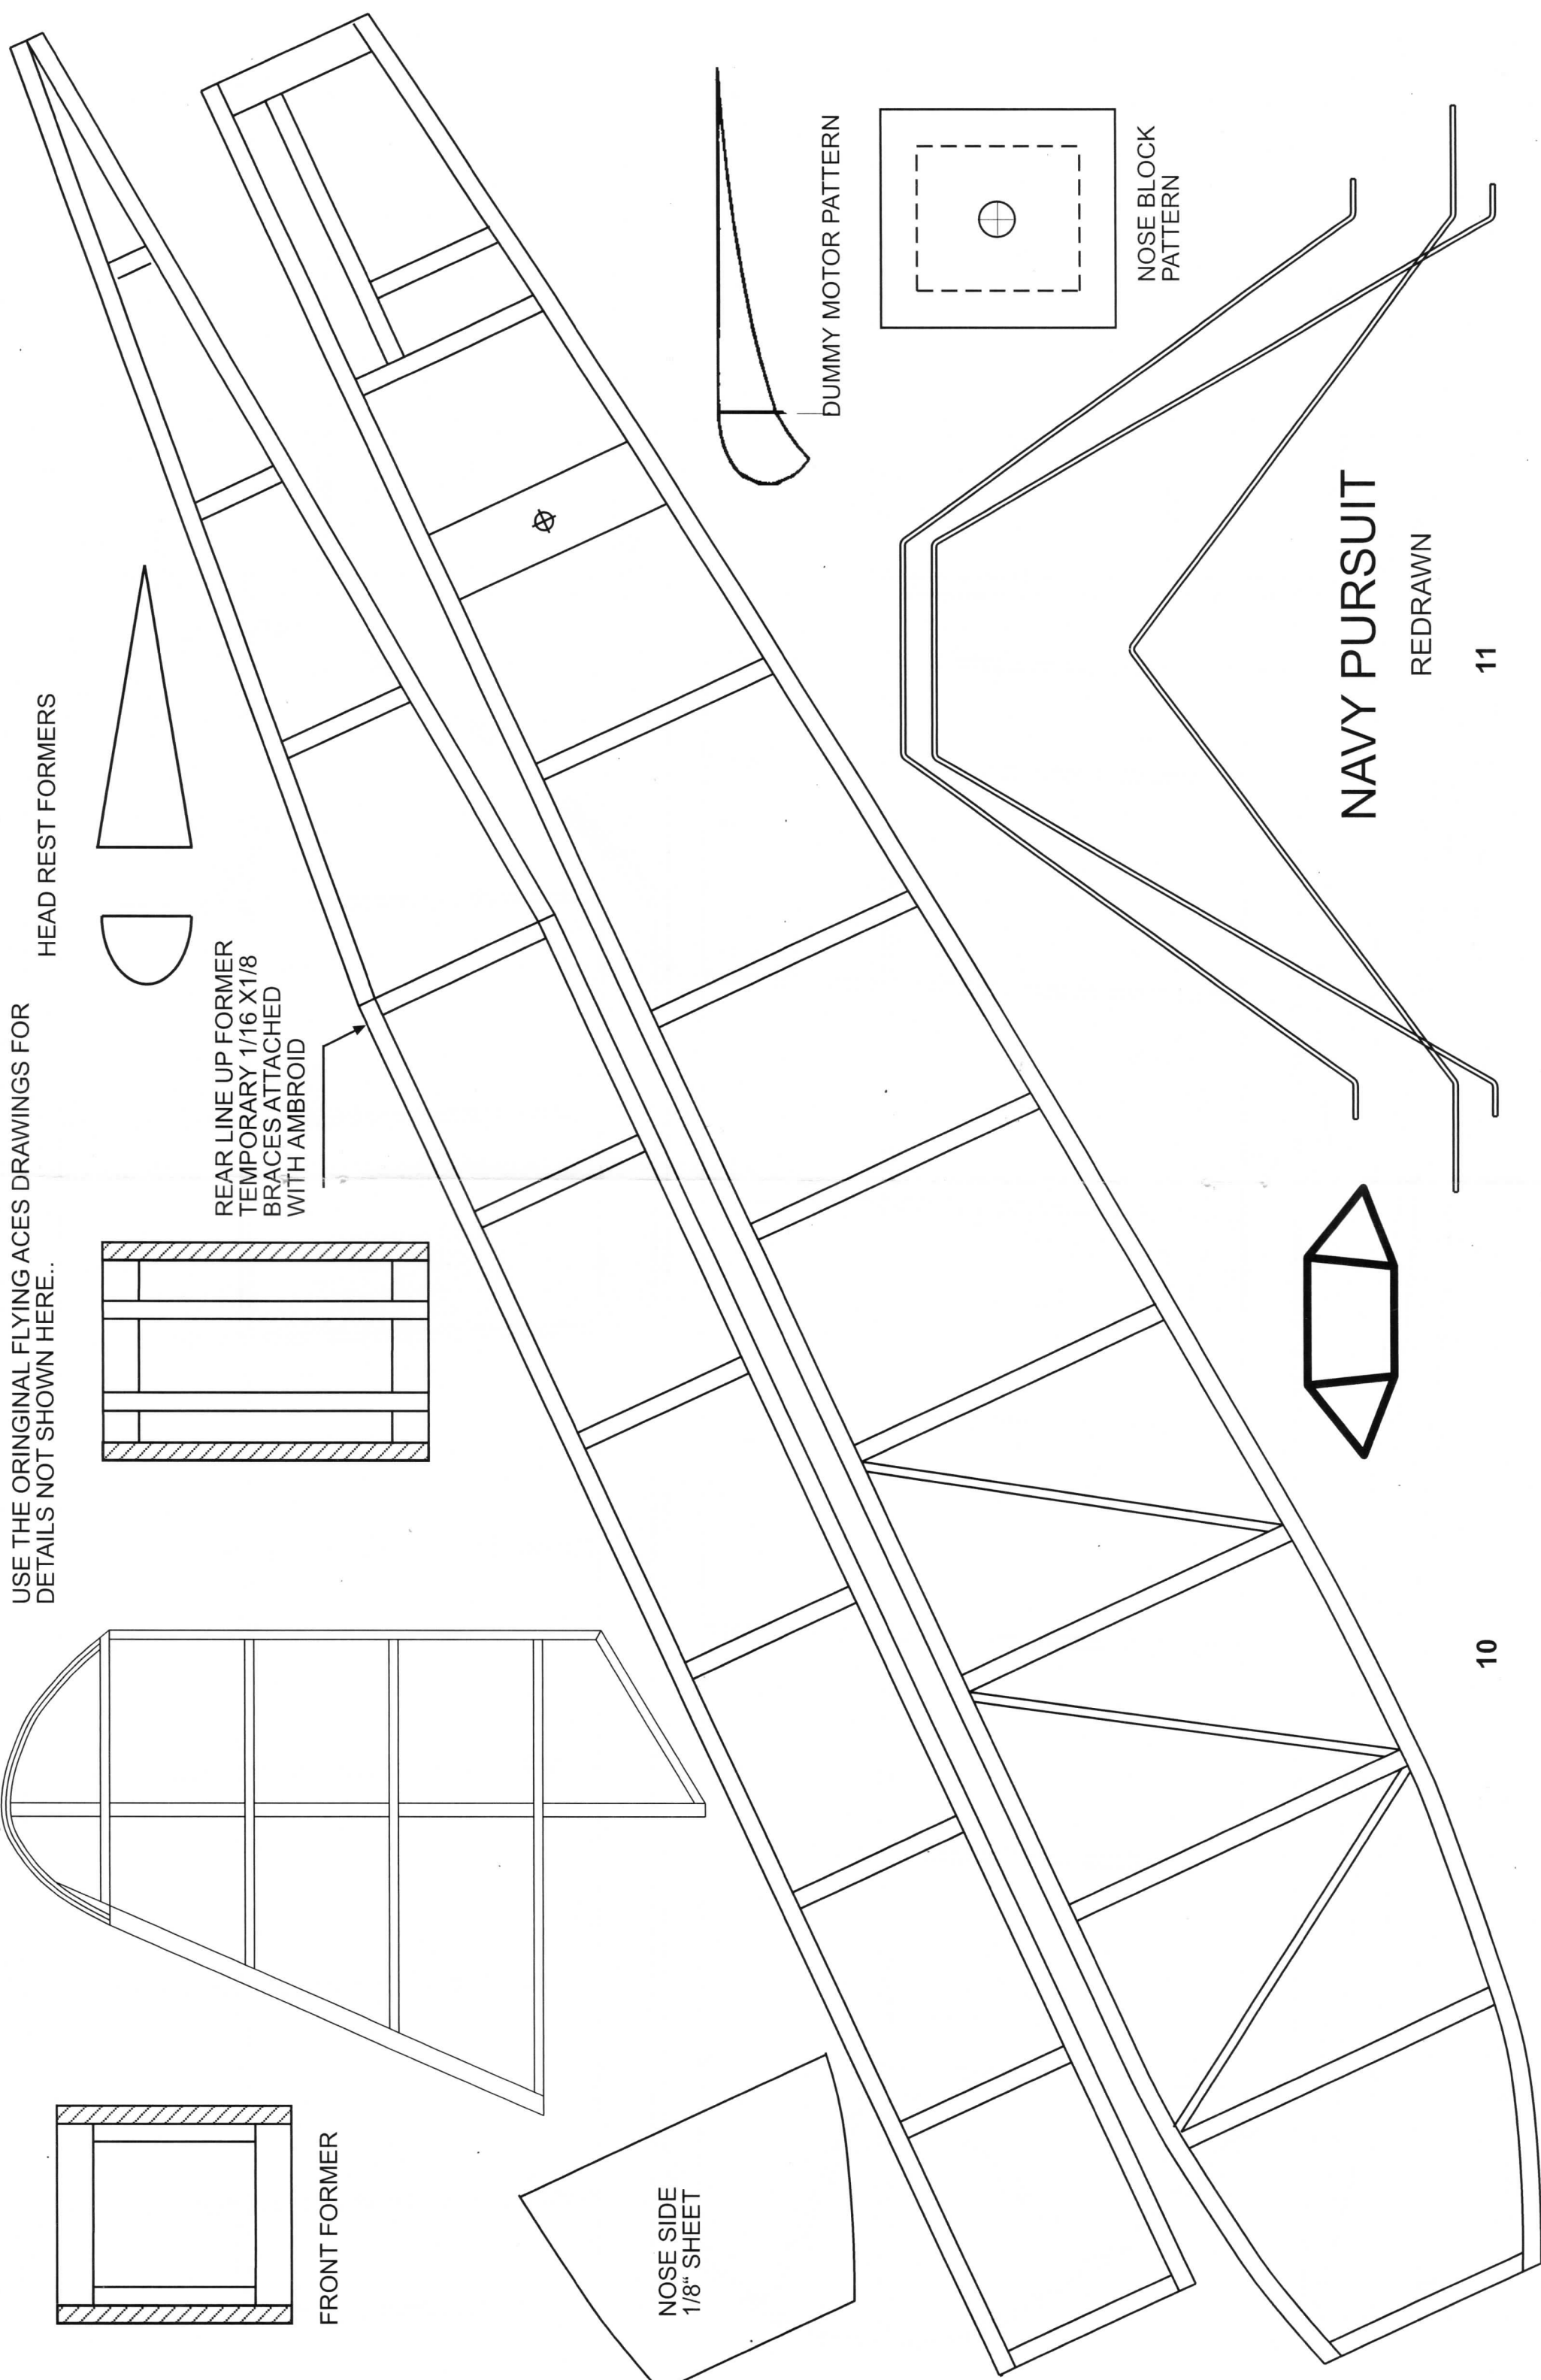 USE THE ORINGINAL FLYING ACES DRAWINGS FOR
DETAILS NOT SHOWN HERE..
HEAD REST FORMERS
REAR LINE UP FORMER
TEMPORARY 1/16 X1/8
BRACES ATTACHED
WITH AMBROID
FRONT FORMER
NOSE SIDE
1/8" SHEET
DUMMY MOTOR PATTERN
NOSE BLOCK
PATTERN
NAVY PURSUIT
REDRAWN
10
11